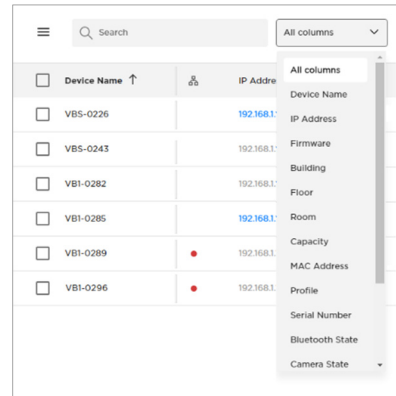 Search
All columns
Device Name ↑
IP Addre
VBS-0226
192.168.1.
VBS-0243
192.168.1.
VB1-0282
192.168.1.
VB1-0285
192.168.1.
VB1-0289
192.168.1.
VB1-0296
192.168.1.
All columns
Device Name
IP Address
Firmware
Building
Floor
Room
Capacity
MAC Address
Profile
Serial Number
Bluetooth State
Camera State